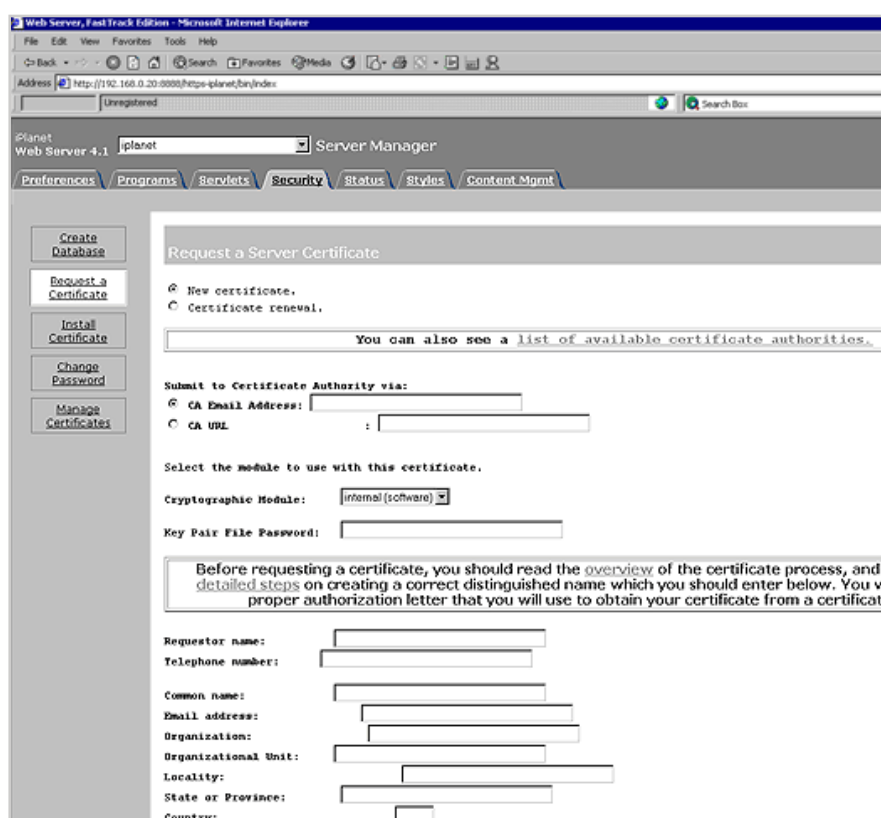 Web Server, FastTrack Edition - Microsoft Internet Explorer
File Edit View Favorites Tools Help
Back Search Favorites Media
Address http://192.168.0.20:8888/https-iplanet/bin/index
Unregistered Search Box
iPlanet
Web Server 4.1 iplanet Server Manager
Preferences Programs Servlets Security Status Styles Content Mgmt
Create
Database
Request a Server Certificate
Request a
Certificate
New certificate.
Certificate renewal.
Install
Certificate
You can also see a list of available certificate authorities.
Change
Password
Submit to Certificate Authority via:
CA Email Address:
Manage
Certificates
CA URL :
Select the module to use with this certificate.
Cryptographic Module: internal (software)
Key Pair File Password:
Before requesting a certificate, you should read the overview of the certificate process, and
detailed steps on creating a correct distinguished name which you should enter below. You
proper authorization letter that you will use to obtain your certificate from a certificat
Requestor name:
Telephone number:
Common name:
Email address:
Organization:
Organizational Unit:
Locality:
State or Province:
Country: